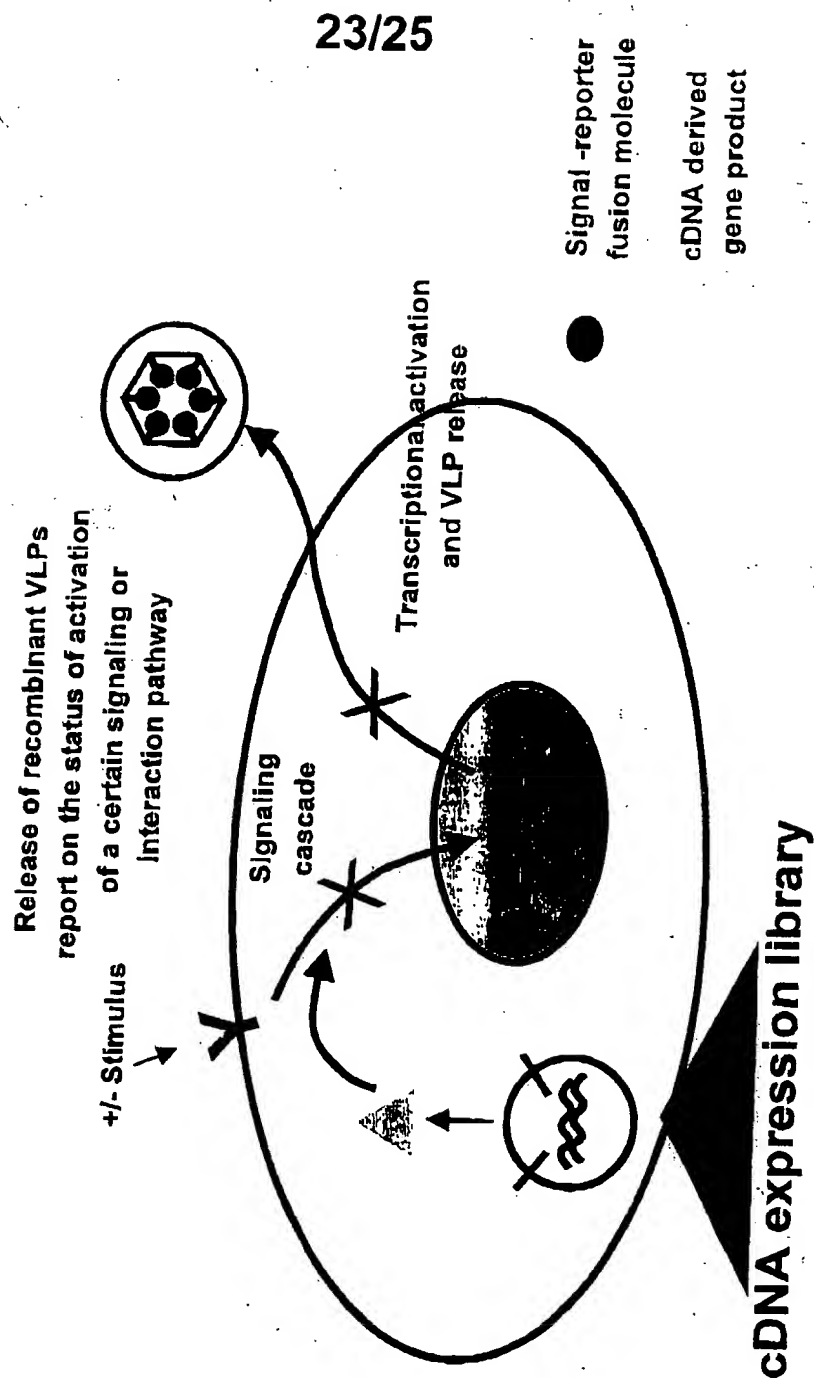 23/25
Release of recombinant VLPs
report on the status of activation
of a certain signaling or
interaction pathway
+/- Stimulus
Signaling
cascade
Transcriptional activation
and VLP release
Signal -reporter
fusion molecule
cDNA derived
gene product
cDNA expression library